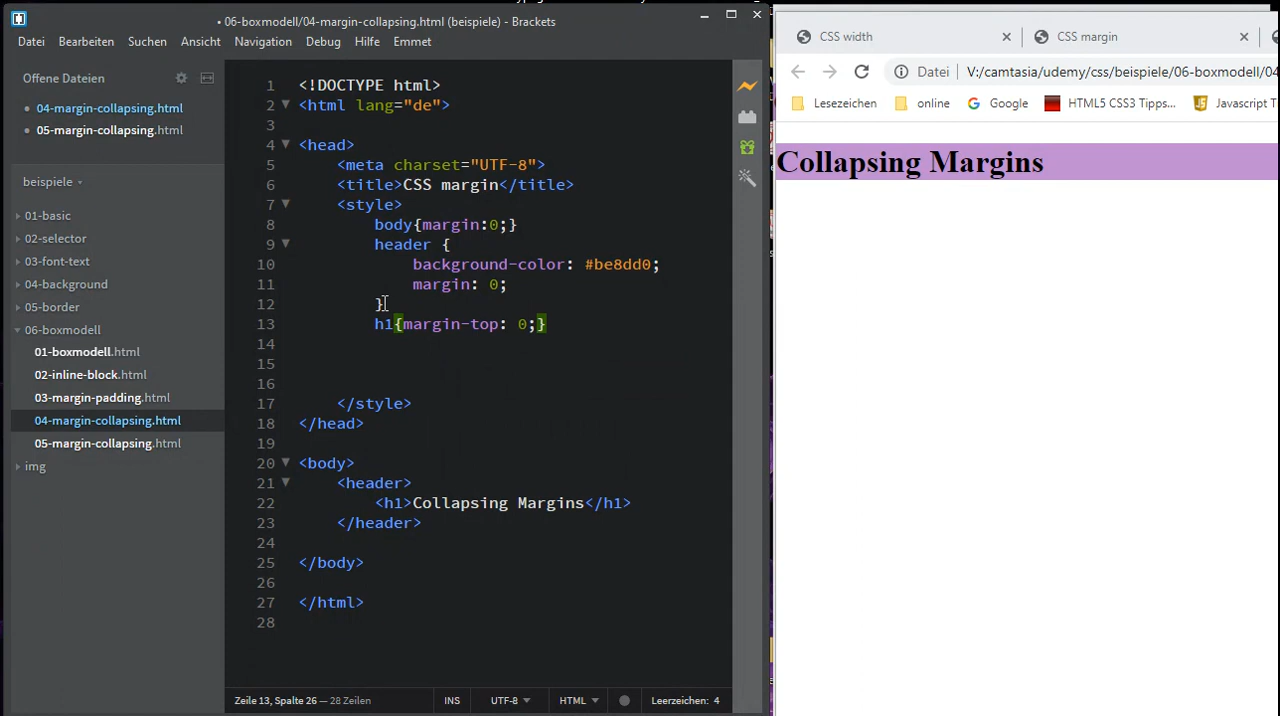 • 06-boxmodell/04-margin-collapsing.html (beispiele) - Brackets
Datei Bearbeiten Suchen Ansicht Navigation Debug Hilfe Emmet
Offene Dateien
• 04-margin-collapsing.html
• 05-margin-collapsing.html
beispiele
01-basic
02-selector
03-font-text
04-background
05-border
06-boxmodell
01-boxmodell.html
02-inline-block.html
03-margin-padding.html
04-margin-collapsing.html
05-margin-collapsing.html
img
1 <!DOCTYPE html>
2 <html lang="de">
3
4 <head>
5 <meta charset="UTF-8">
6 <title>CSS margin</title>
7 <style>
8 body{margin:0;}
9 header {
10 background-color: #be8dd0;
11 margin: 0;
12 }
13 h1{margin-top: 0;}
14
15
16
17 </style>
18 </head>
19
20 <body>
21 <header>
22 <h1>Collapsing Margins</h1>
23 </header>
24
25 </body>
26
27 </html>
28
Zeile 13, Spalte 26 — 28 Zeilen INS UTF-8 HTML Leerzeichen: 4
CSS width CSS margin
Datei V:/camtasia/udemy/css/beispiele/06-boxmodell/04
Lesezeichen online Google HTML5 CSS3 Tipps... Javascript T
Collapsing Margins